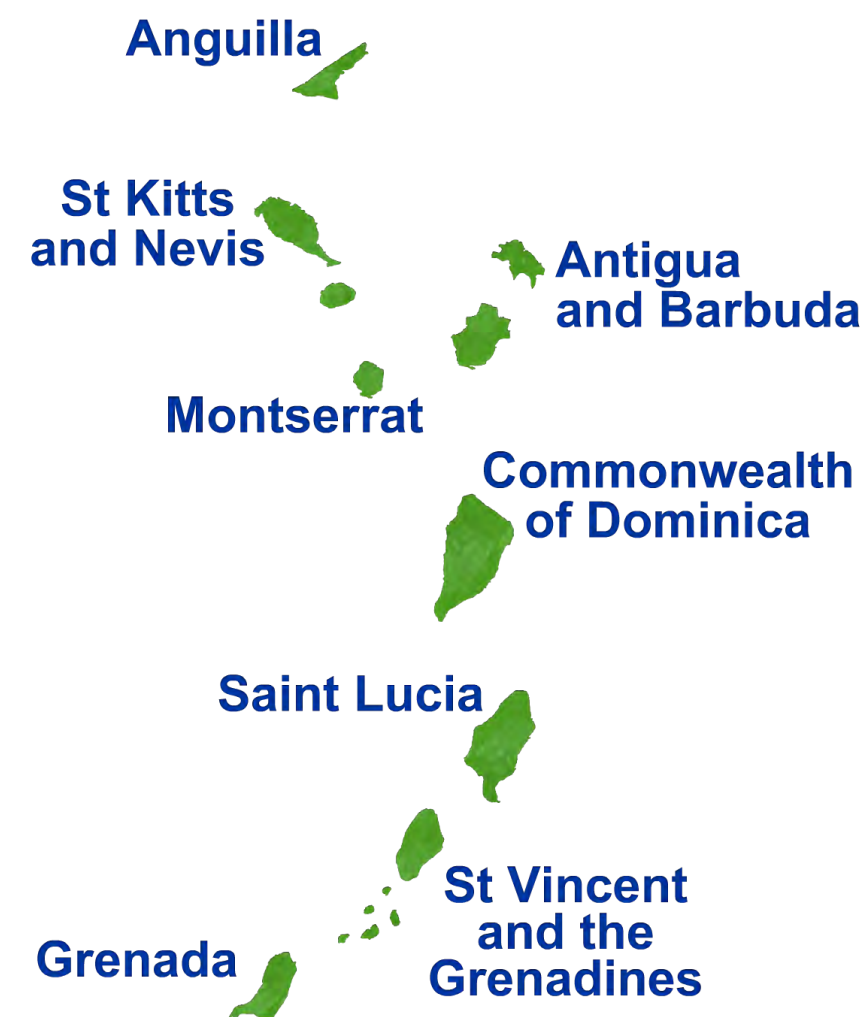 Anguilla
St Kitts
and Nevis
Antigua
and Barbuda
Montserrat
Commonwealth
of Dominica
Saint Lucia
St Vincent
and the
Grenadines
Grenada